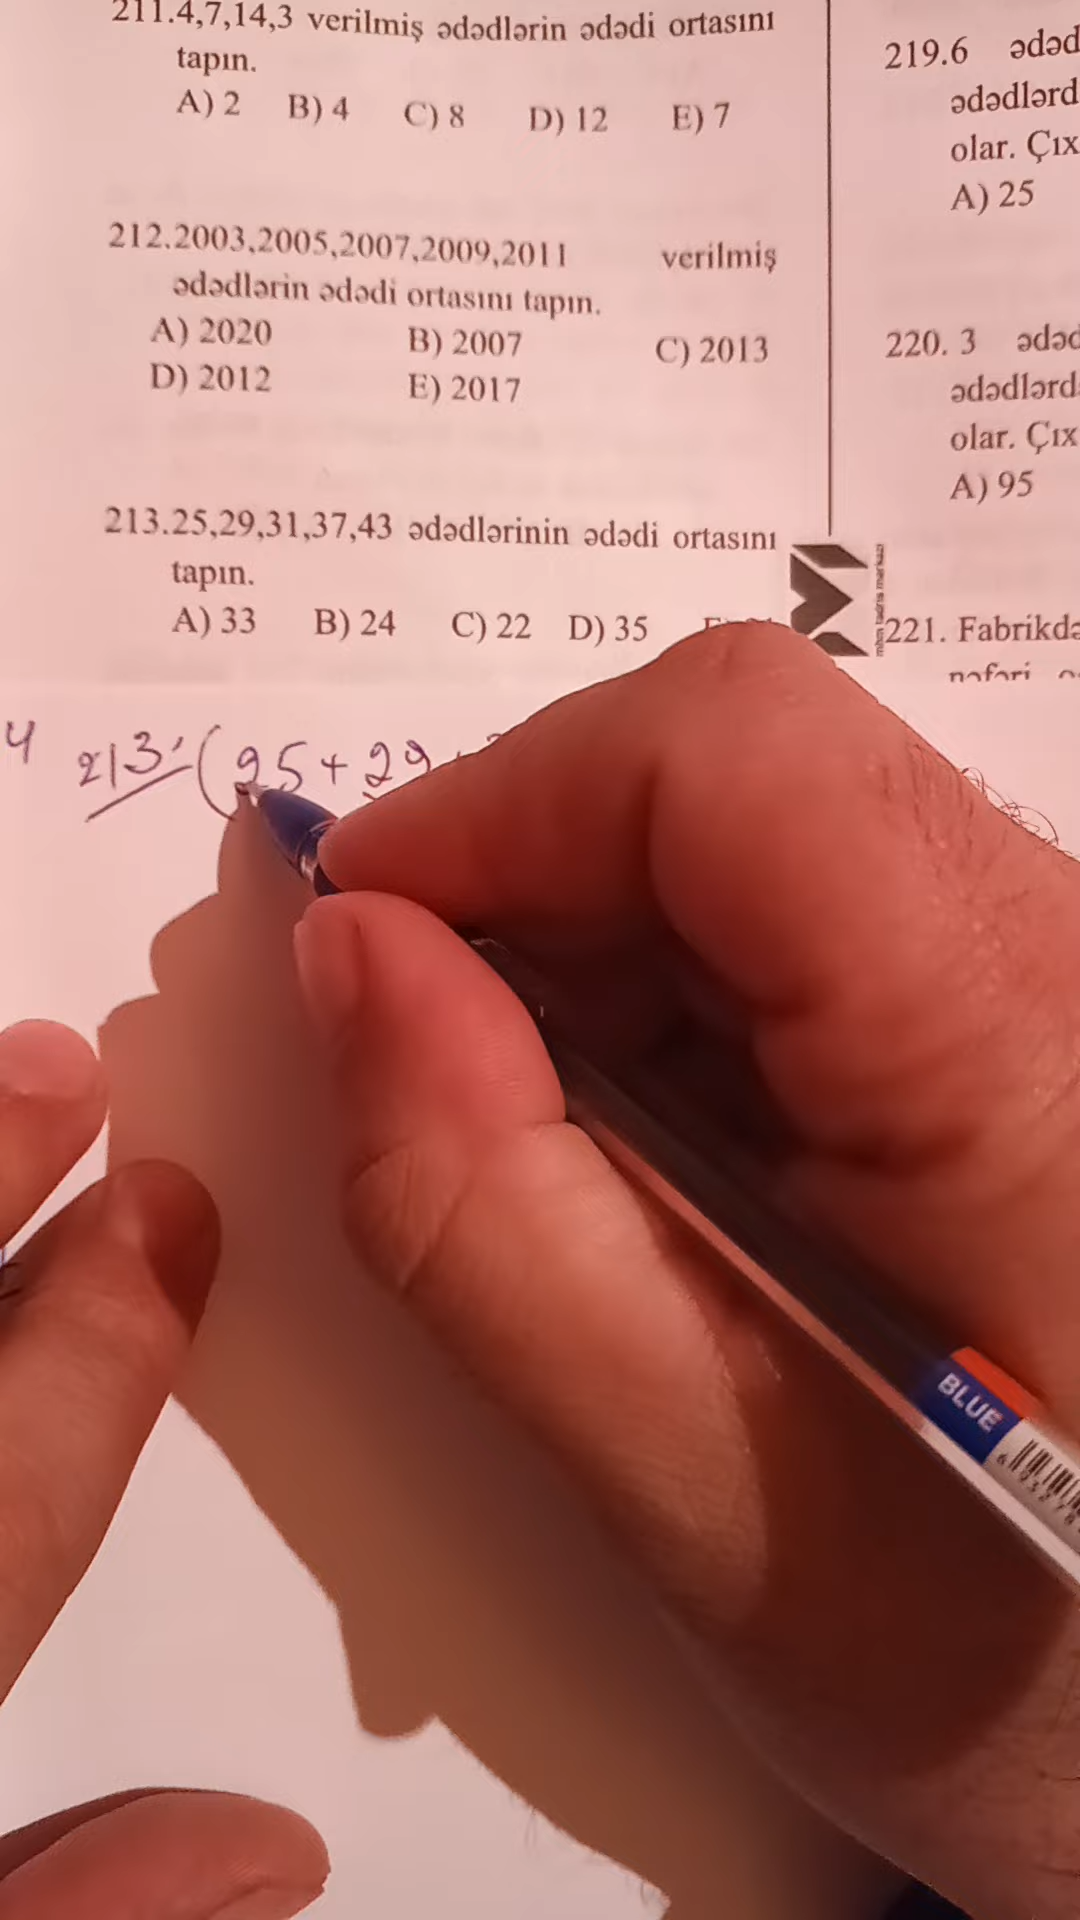 211.4,7,14,3 verilmiş ədədlərin ədədi ortasını
tapın.
A) 2 B) 4 C) 8 D) 12 E) 7
212.2003,2005,2007,2009,2011 verilmiş
ədədlərin ədədi ortasını tapın.
A) 2020 B) 2007 C) 2013
D) 2012 E) 2017
213.25,29,31,37,43 ədədlərinin ədədi ortasını
tapın.
A) 33 B) 24 C) 22 D) 35
4 213. (25 + 29
219.6 ədəd
ədədlərd
olar. Çıx
A) 25
220. 3 ədəd
ədədlərd
olar. Çıx
A) 95
221. Fabrikdə
nəfəri
BLUE